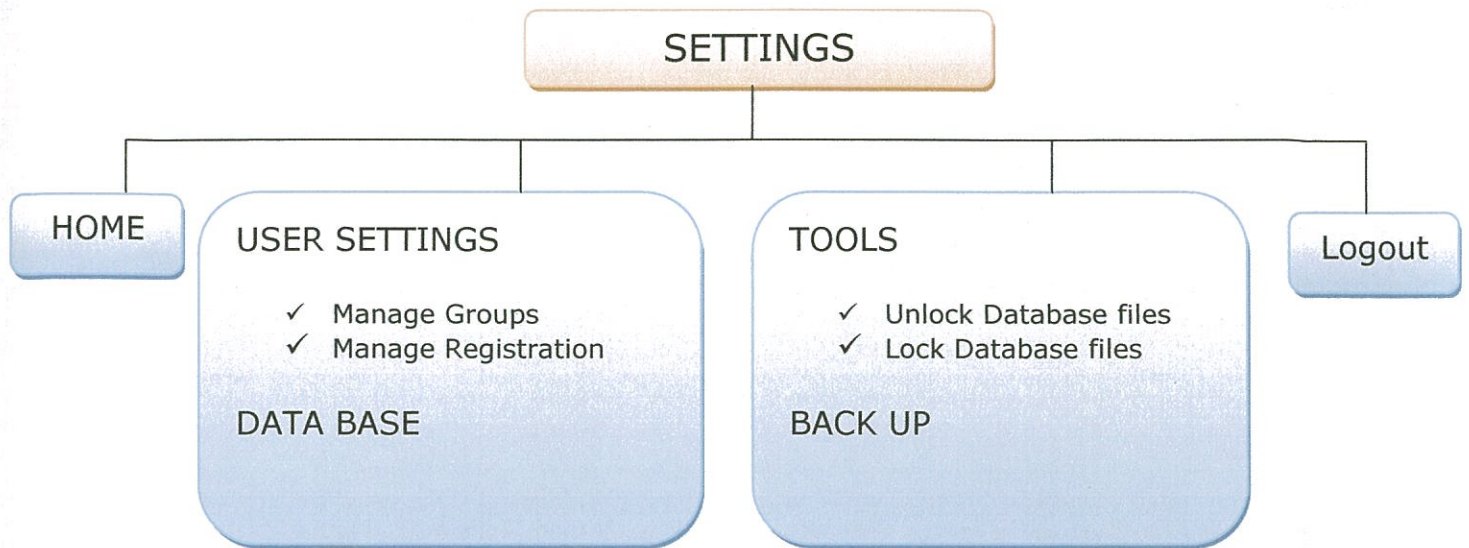 SETTINGS
HOME
USER SETTINGS
✓ Manage Groups
✓ Manage Registration
DATA BASE
TOOLS
✓ Unlock Database files
✓ Lock Database files
BACK UP
Logout